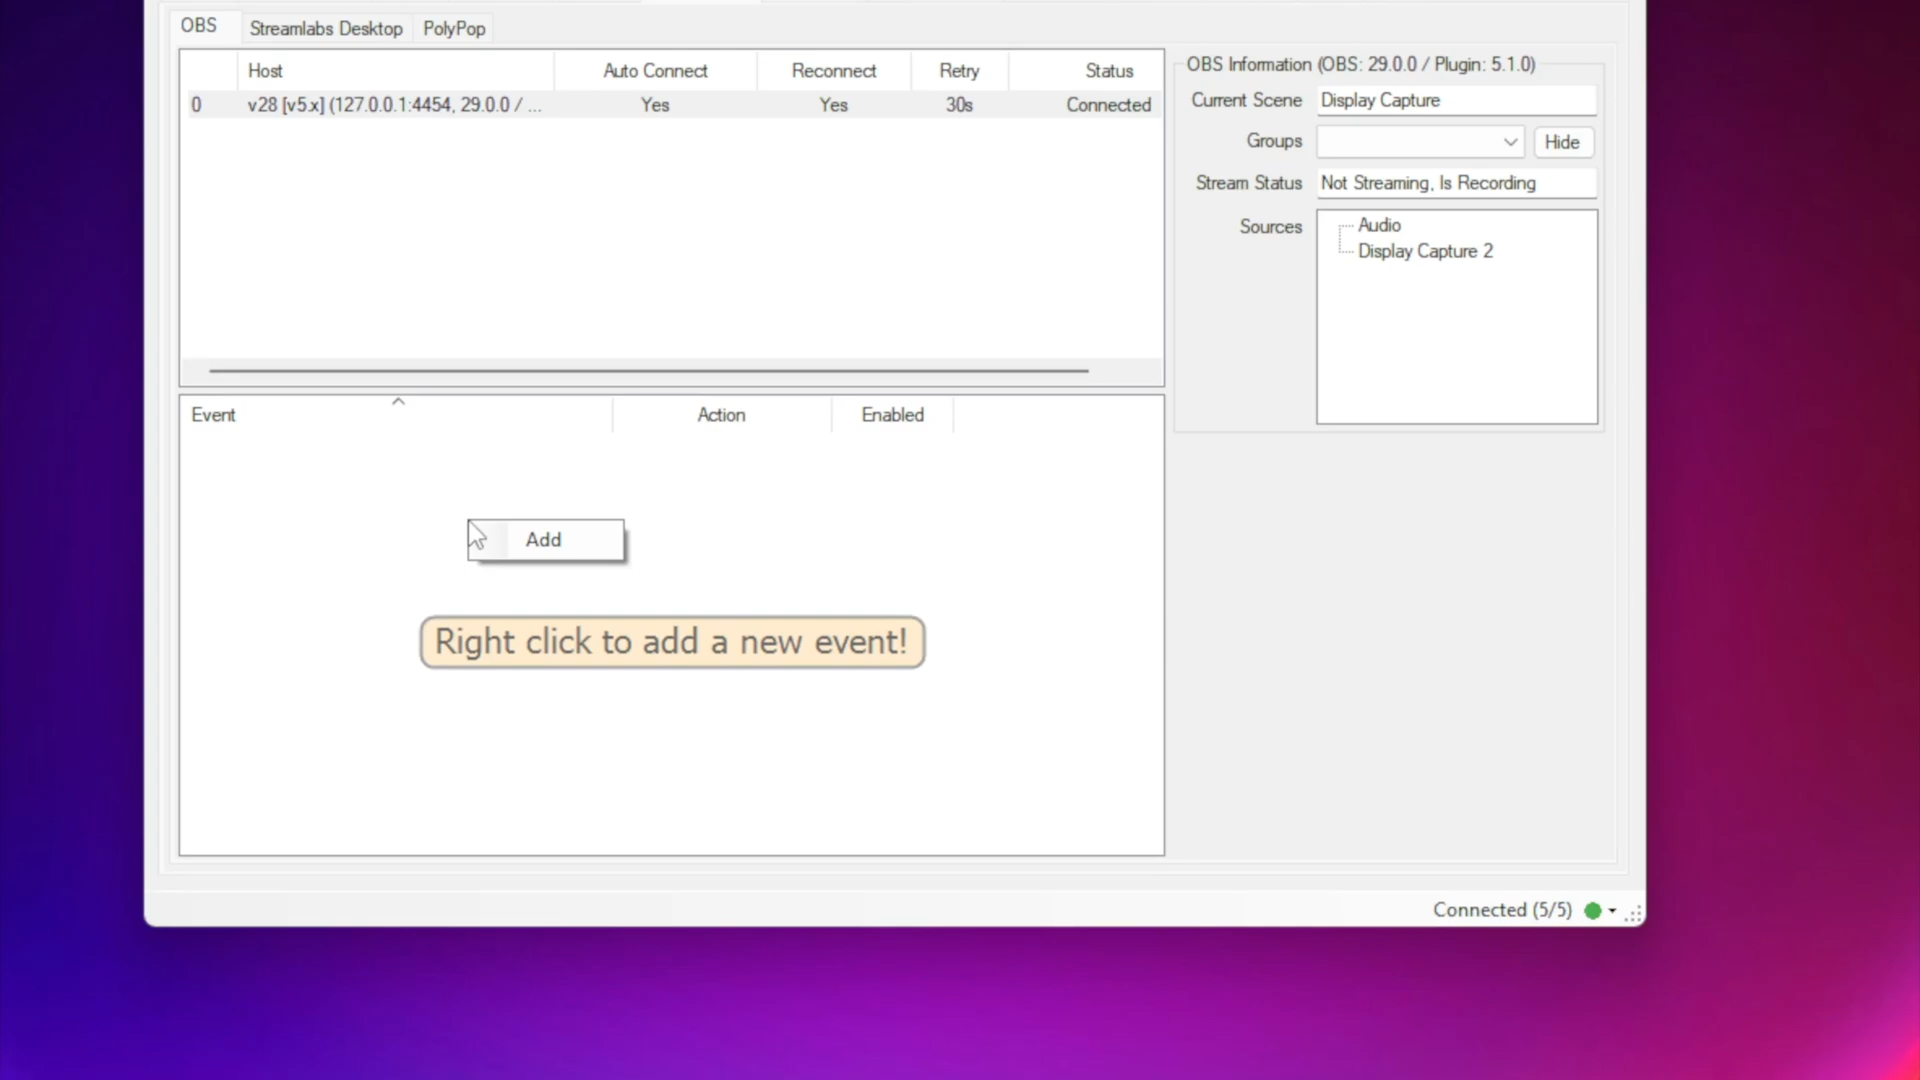 OBS Streamlabs Desktop PolyPop
Host Auto Connect Reconnect Retry Status
0 v28 [v5.x] (127.0.0.1:4454, 29.0.0 / ... Yes Yes 30s Connected
OBS Information (OBS: 29.0.0 / Plugin: 5.1.0)
Current Scene Display Capture
Groups Hide
Stream Status Not Streaming, Is Recording
Sources Audio
Display Capture 2
Event Action Enabled
Add
Right click to add a new event!
Connected (5/5)